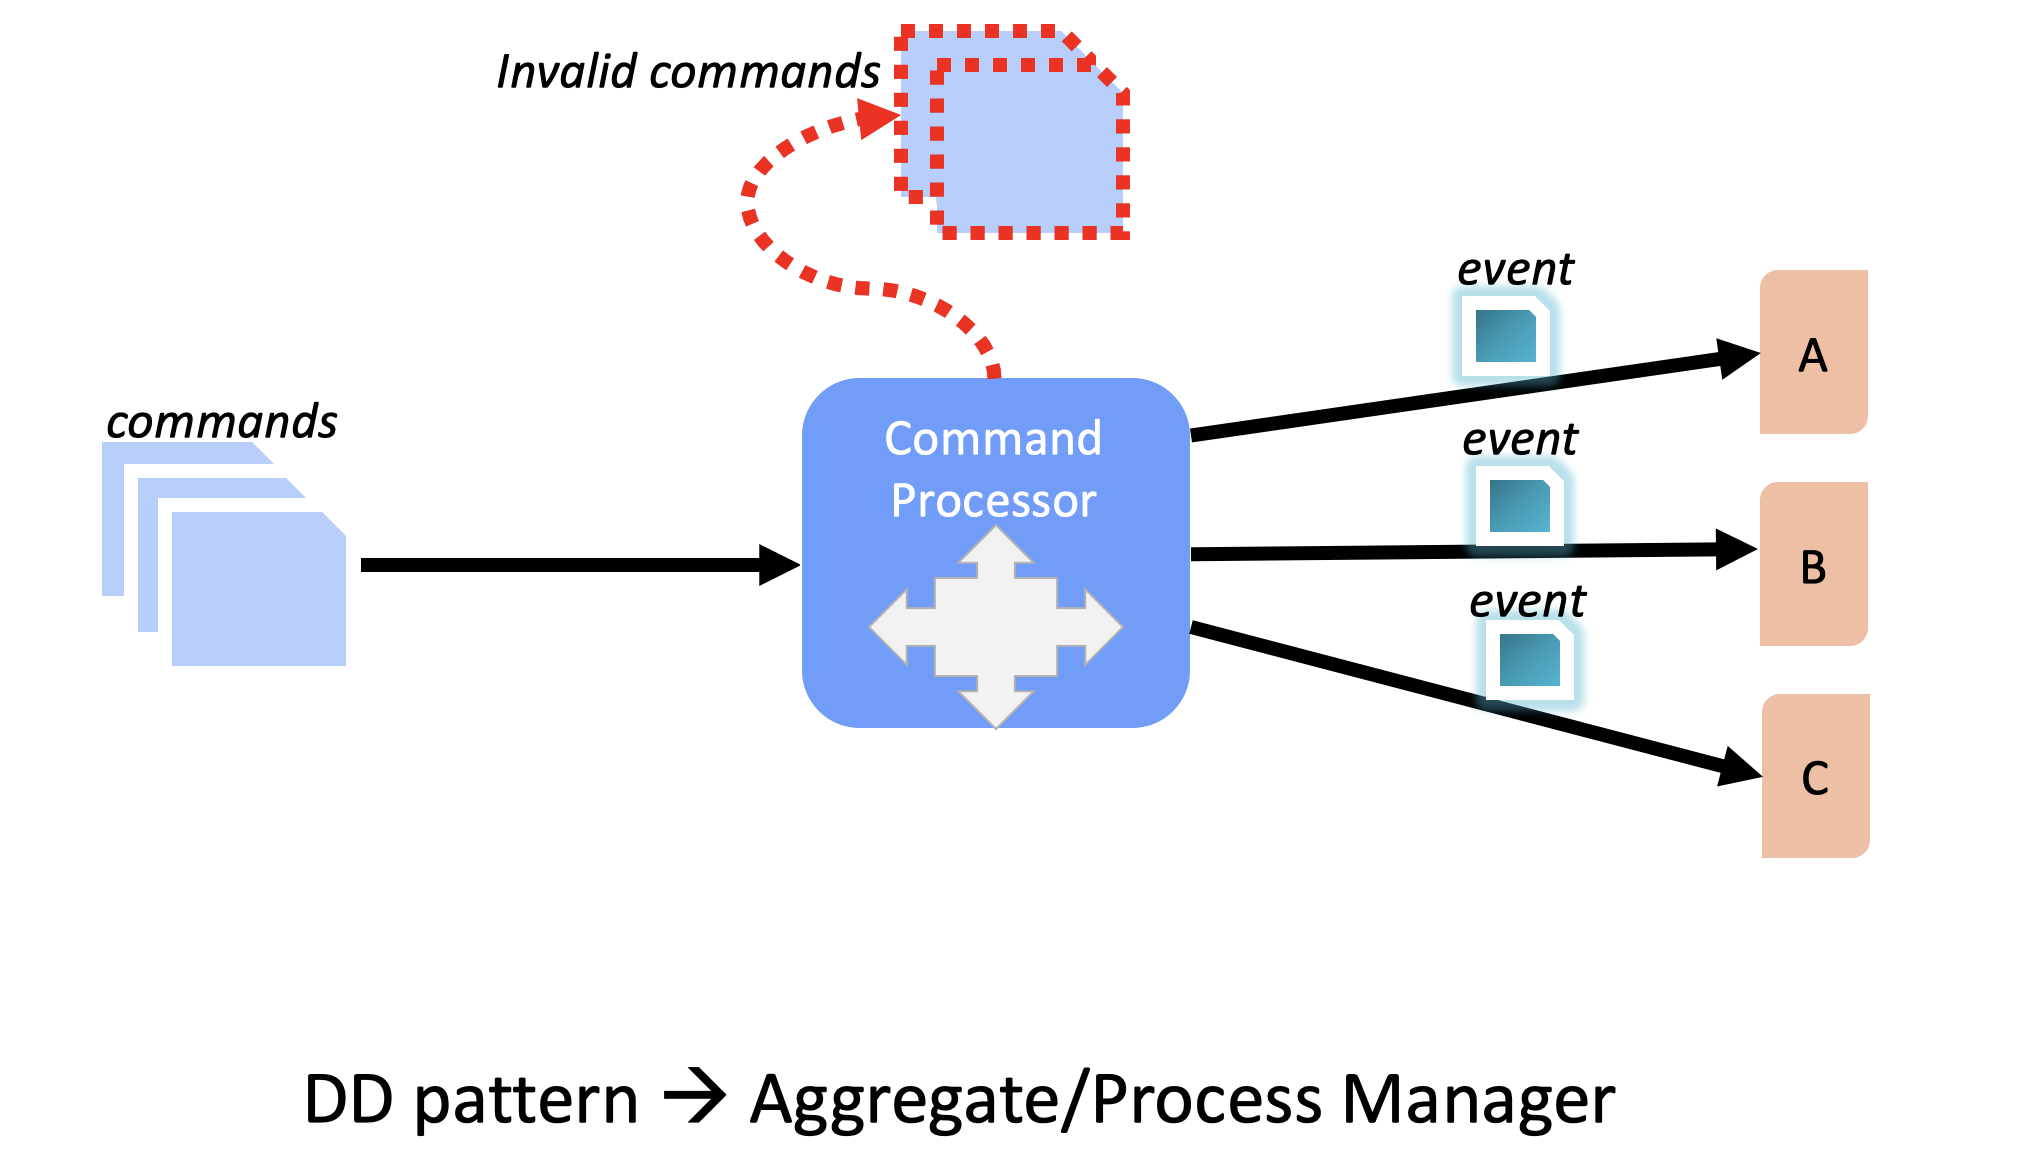 Invalid commands
commands
Command
Processor
event
A
event
B
event
C
DD pattern → Aggregate/Process Manager